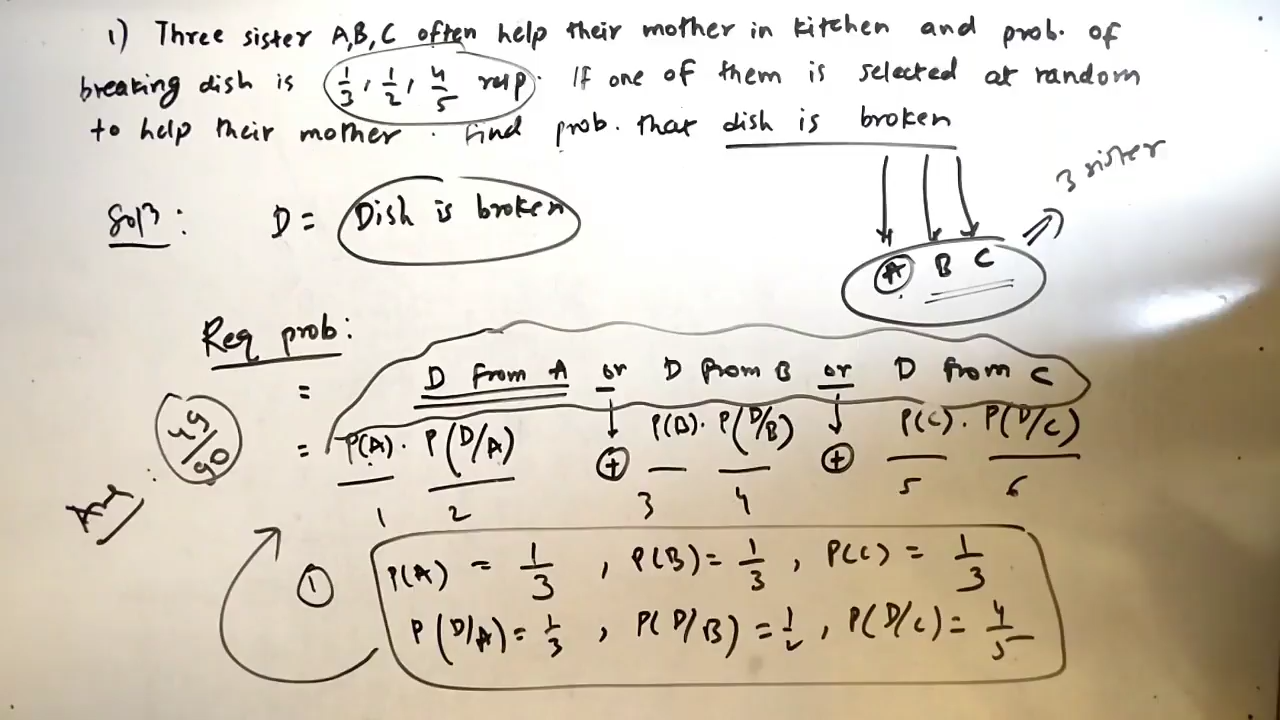 1) Three sister A,B,C often help their mother in kitchen and prob. of
breaking dish is 1/3, 1/2, 4/5 resp. If one of them is selected at random
to help their mother. find prob. that dish is broken
3 sister
Sol^n: D = Dish is broken
A B C
Req prob:
= D from A or D from B or D from C
= P(A). P(D/A) + P(B). P(D/B) + P(C). P(D/C)
1 2 3 4 5 6
49/90
Ans:
① P(A) = 1/3, P(B) = 1/3, P(C) = 1/3
P(D/A) = 1/3, P(D/B) = 1/2, P(D/C) = 4/5